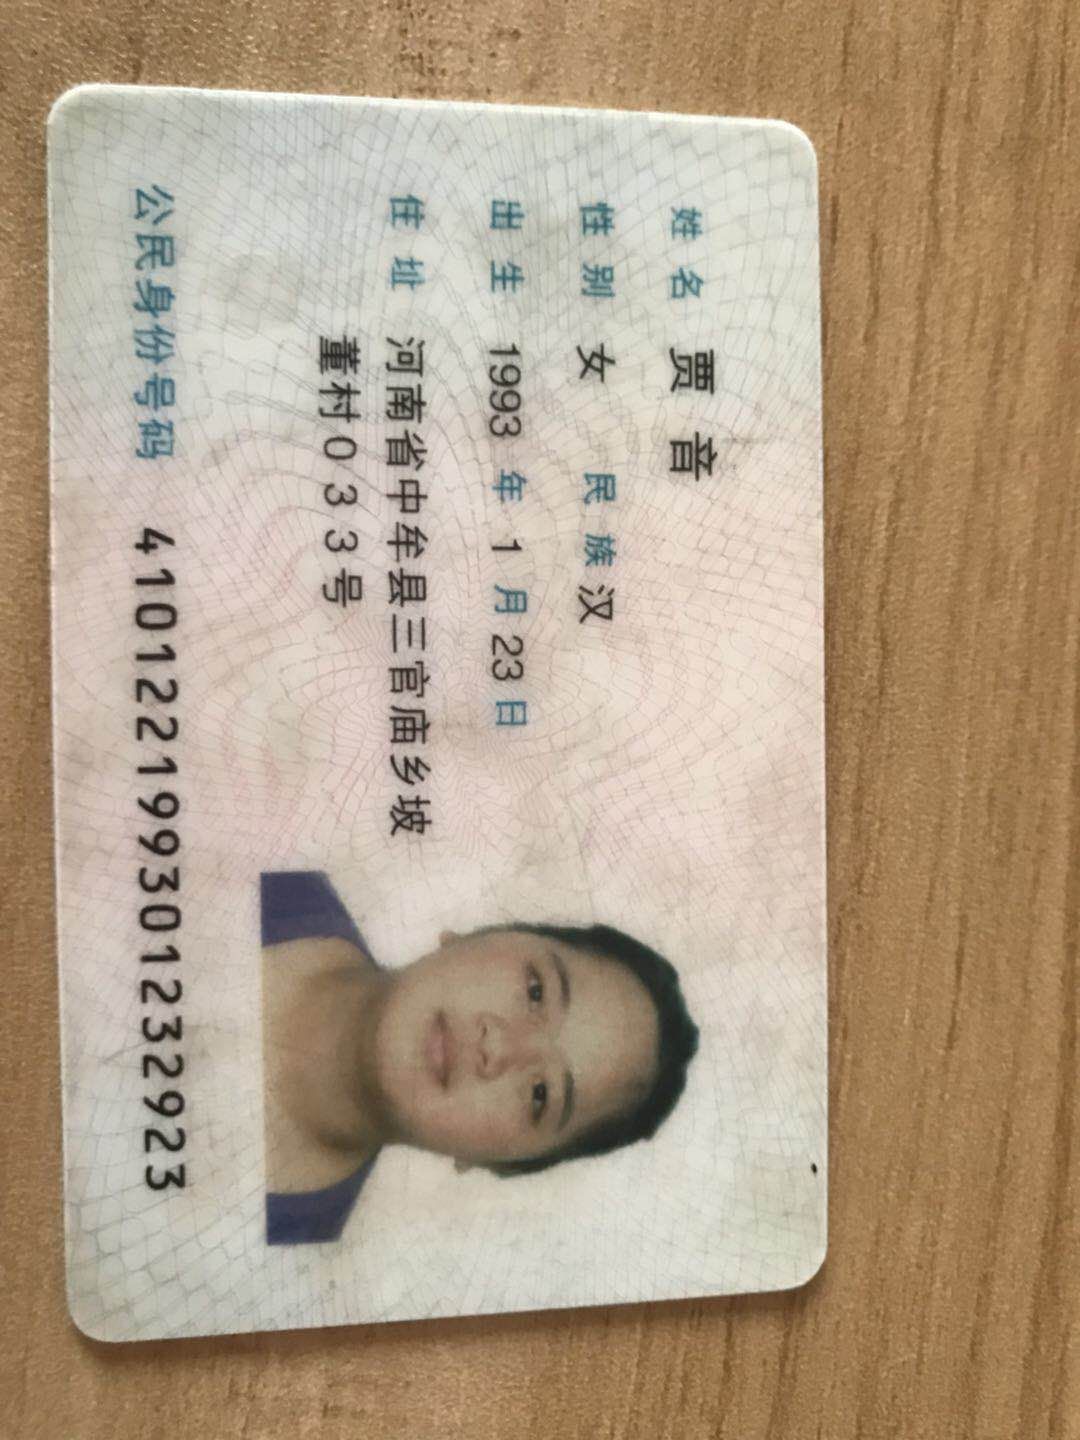 姓名 贾音
性别 女 民族 汉
出生 1993 年 1 月 23 日
住址 河南省中牟县三官庙乡坡
董村033号
公民身份号码 410122199301232923